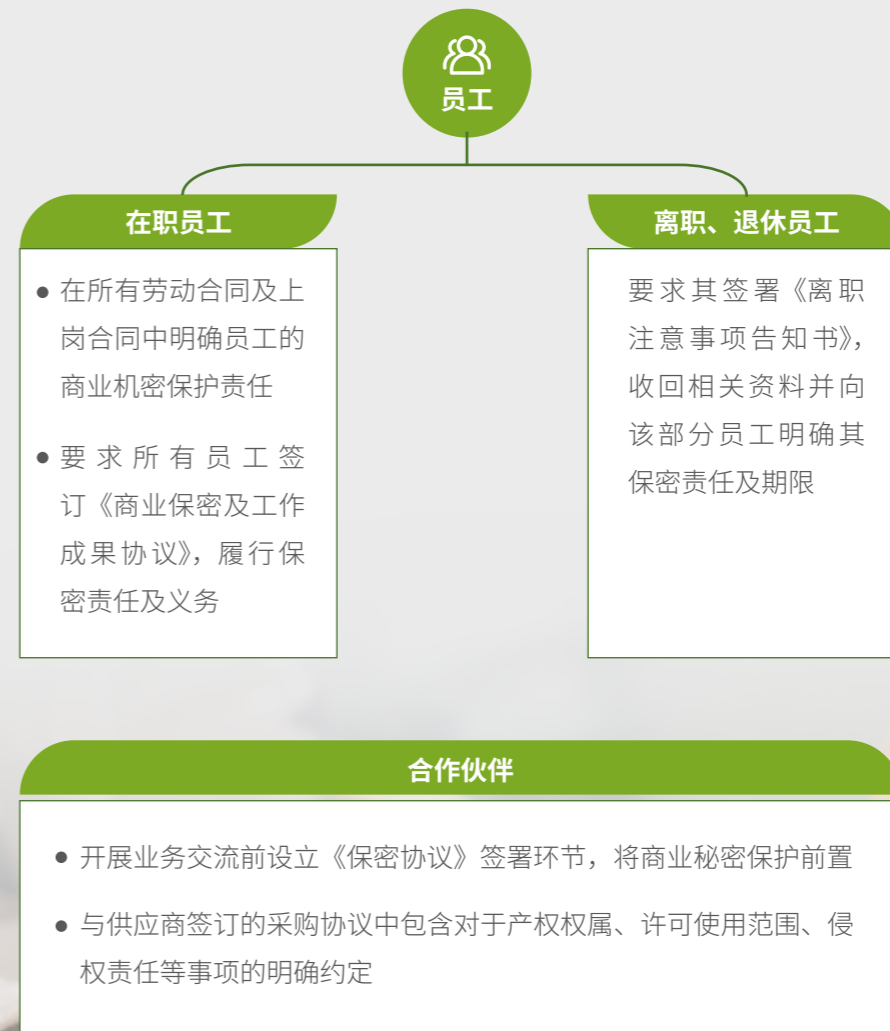 员工
在职员工
● 在所有劳动合同及上
岗合同中明确员工的
商业机密保护责任
● 要求所有员工签
订《商业保密及工作
成果协议》，履行保
密责任及义务
离职、退休员工
要求其签署《离职
注意事项告知书》，
收回相关资料并向
该部分员工明确其
保密责任及期限
合作伙伴
● 开展业务交流前设立《保密协议》签署环节，将商业秘密保护前置
● 与供应商签订的采购协议中包含对于产权权属、许可使用范围、侵
权责任等事项的明确约定